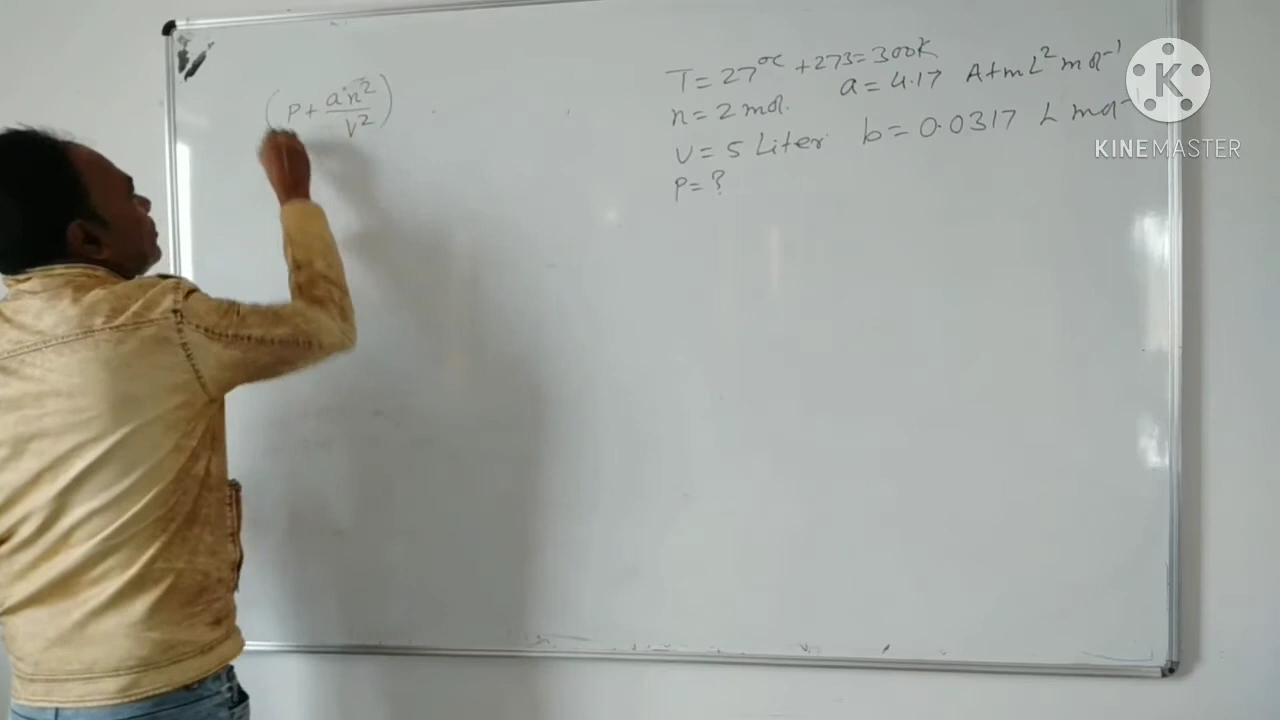 (P + a n²/V²)
T = 27°C + 273 = 300K
n = 2 mol.
a = 4.17 Atm L² mol⁻¹
V = 5 Liter
b = 0.0317 L mol⁻
P = ?
K
KINEMASTER